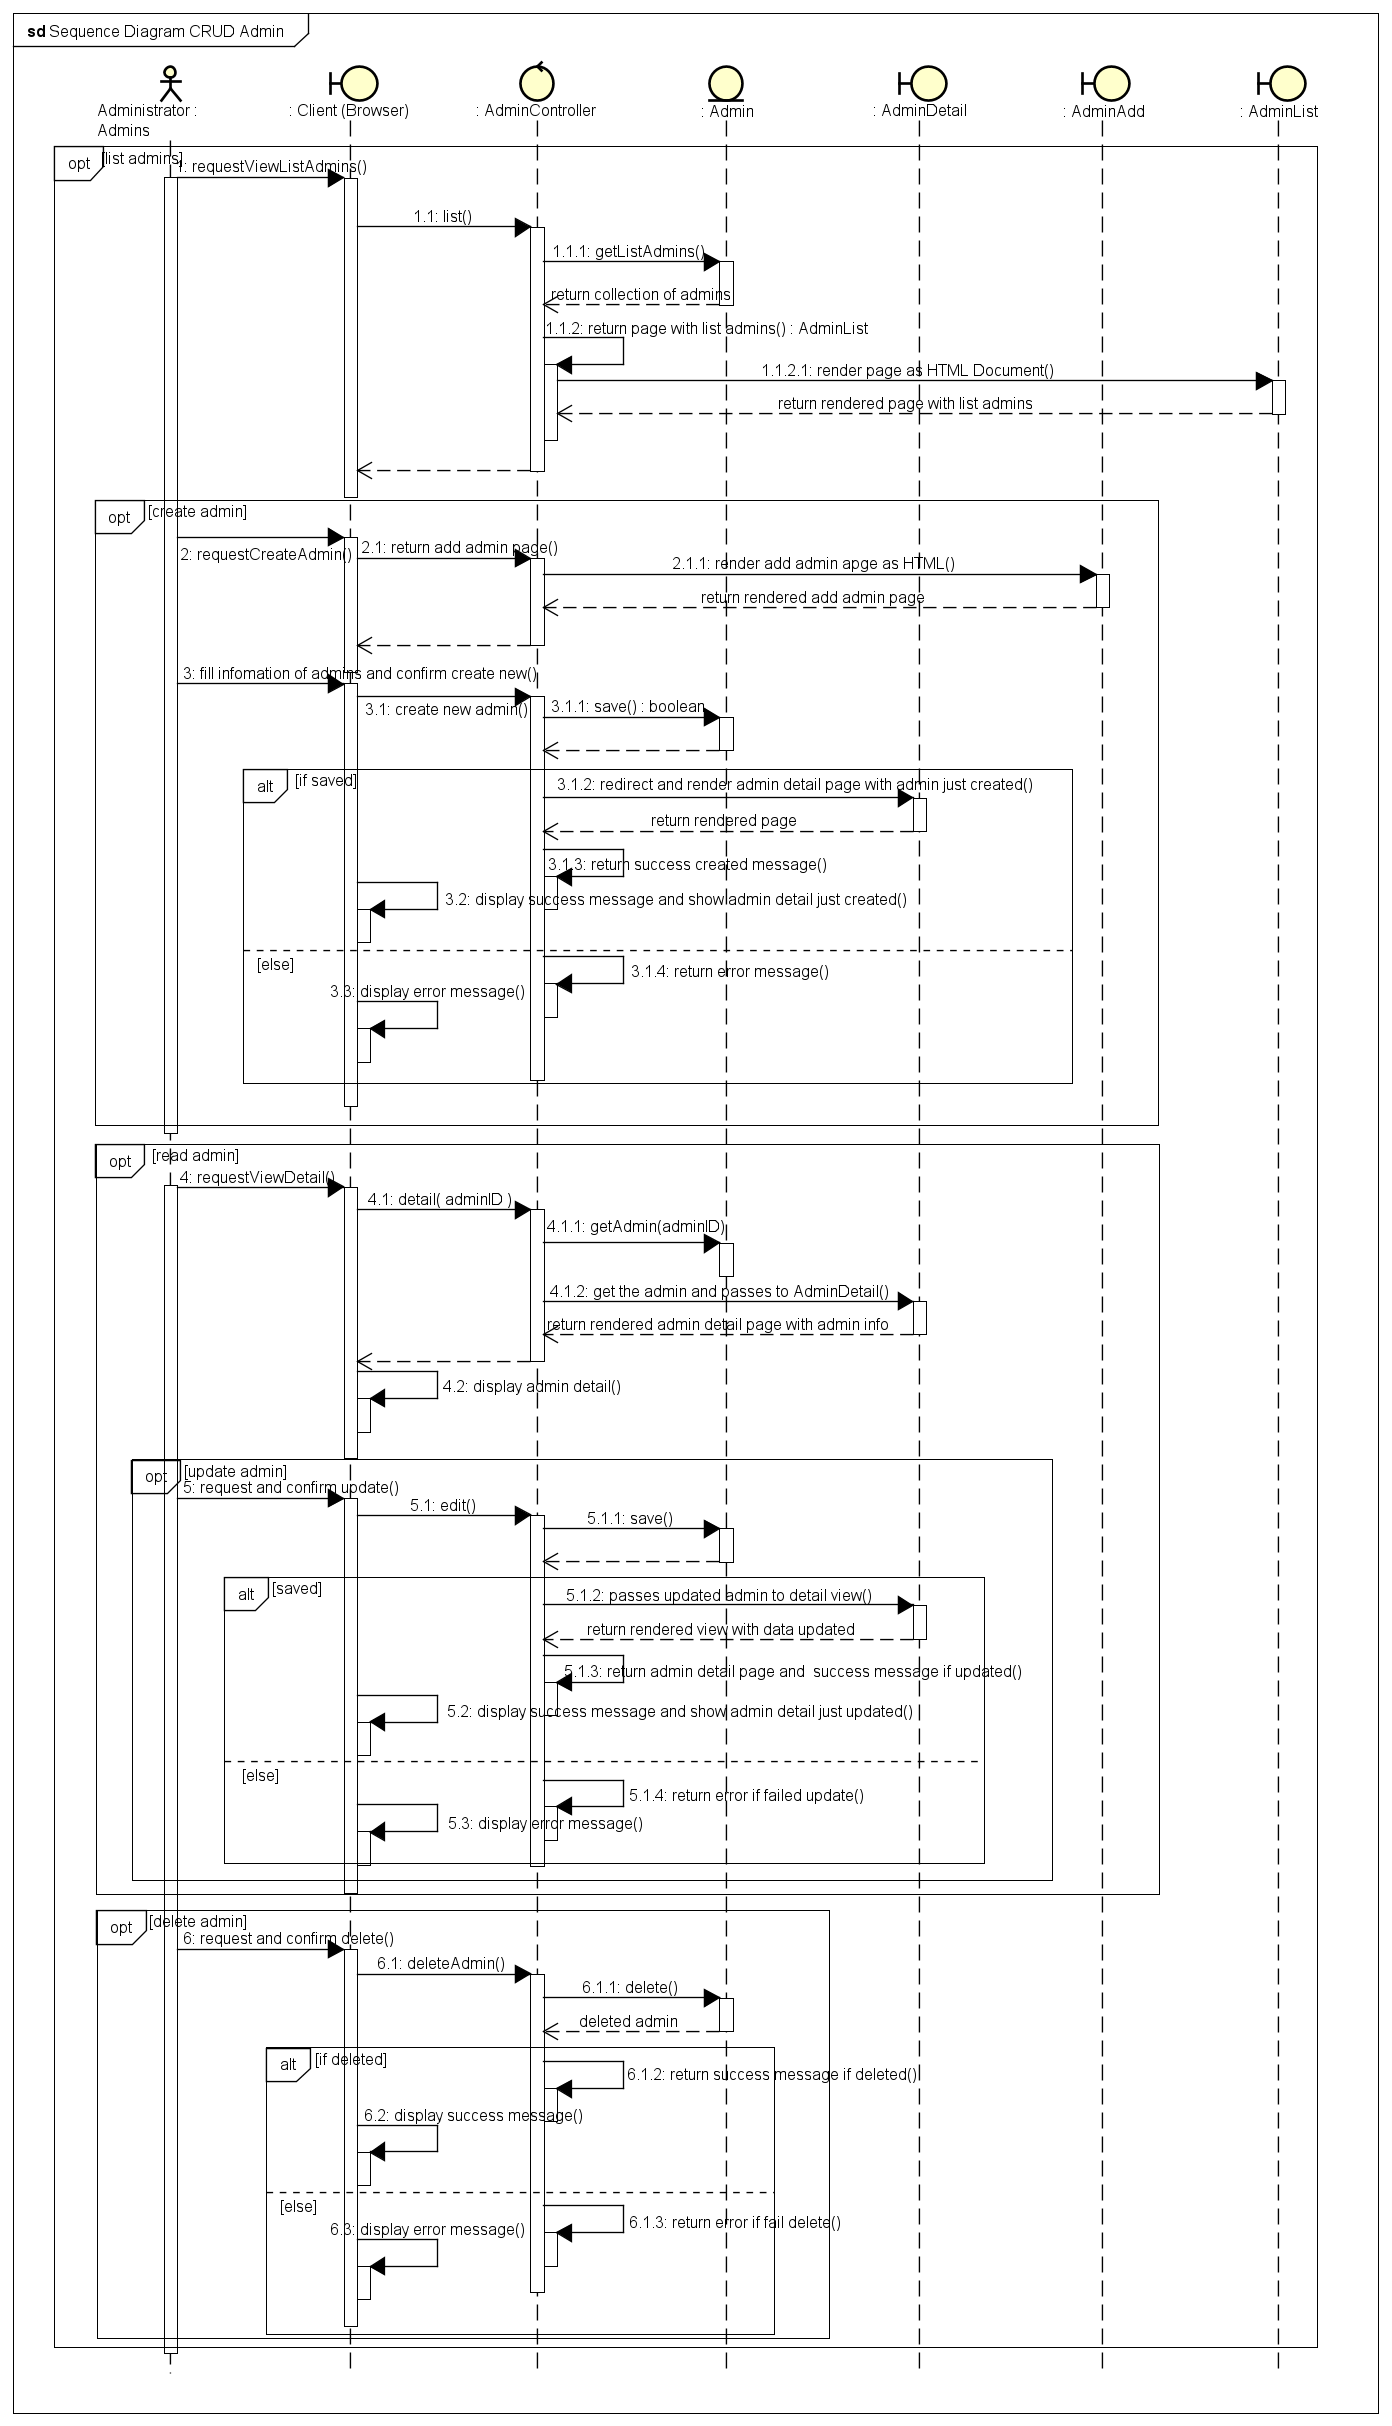 sd Sequence Diagram CRUD Admin
Administrator :
Admins
: Client (Browser)
: AdminController
: Admin
: AdminDetail
: AdminAdd
: AdminList
opt
[list admins]
1: requestViewListAdmins()
1.1: list()
1.1.1: getListAdmins()
return collection of admins
1.1.2: return page with list admins() : AdminList
1.1.2.1: render page as HTML Document()
return rendered page with list admins
opt
[create admin]
2: requestCreateAdmin()
2.1: return add admin page()
2.1.1: render add admin apge as HTML()
return rendered add admin page
3: fill infomation of admins and confirm create new()
3.1: create new admin()
3.1.1: save() : boolean
alt
[if saved]
3.1.2: redirect and render admin detail page with admin just created()
return rendered page
3.1.3: return success created message()
3.2: display success message and show admin detail just created()
[else]
3.1.4: return error message()
3.3: display error message()
opt
[read admin]
4: requestViewDetail()
4.1: detail( adminID )
4.1.1: getAdmin(adminID)
4.1.2: get the admin and passes to AdminDetail()
return rendered admin detail page with admin info
4.2: display admin detail()
opt
[update admin]
5: request and confirm update()
5.1: edit()
5.1.1: save()
alt
[saved]
5.1.2: passes updated admin to detail view()
return rendered view with data updated
5.1.3: return admin detail page and  success message if updated()
5.2: display success message and show admin detail just updated()
[else]
5.1.4: return error if failed update()
5.3: display error message()
opt
[delete admin]
6: request and confirm delete()
6.1: deleteAdmin()
6.1.1: delete()
deleted admin
alt
[if deleted]
6.1.2: return success message if deleted()
6.2: display success message()
[else]
6.1.3: return error if fail delete()
6.3: display error message()